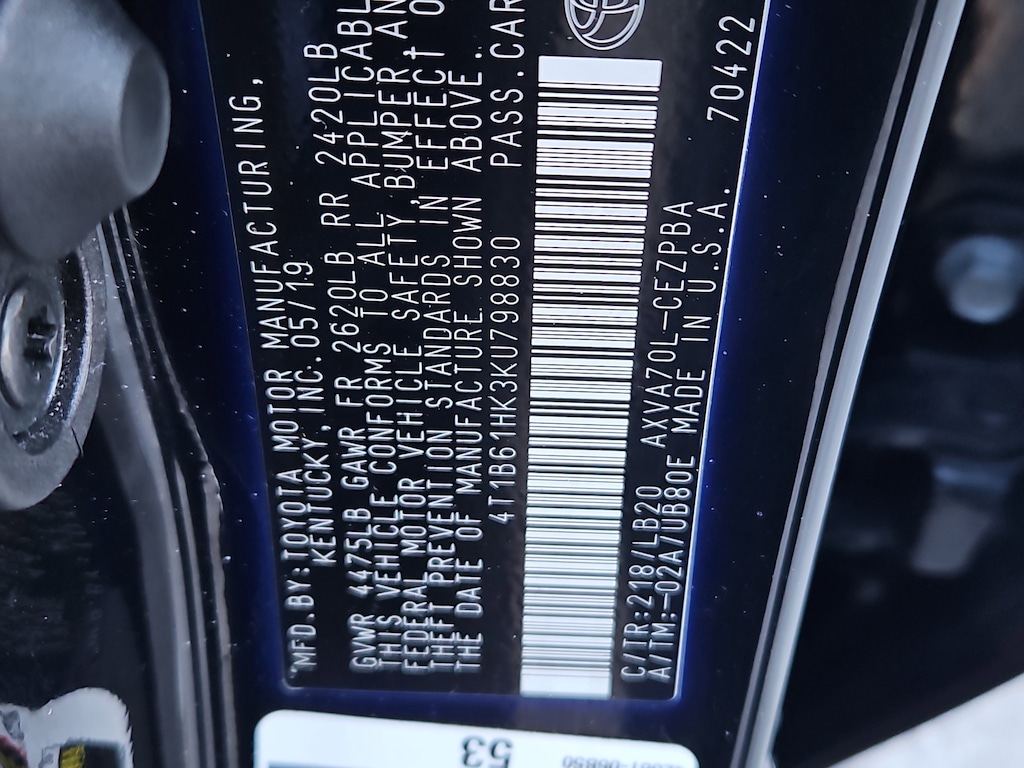 MFD.BY:TOYOTA MOTOR MANUFACTURING,
KENTUCKY, INC. 05/19
GVWR 4475LB GAWR FR 2620LB RR 2420LB
THIS VEHICLE CONFORMS TO ALL APPLICABL
FEDERAL MOTOR VEHICLE SAFETY,BUMPER AN
THEFT PREVENTION STANDARDS IN EFFECT O
THE DATE OF MANUFACTURE SHOWN ABOVE.
4T1B61HK3KU798830 PASS.CAR
C/TR:218/LB20 AXVA70L-CEZPBA
A/TM:-02A/UB80E MADE IN U.S.A. 70422
53